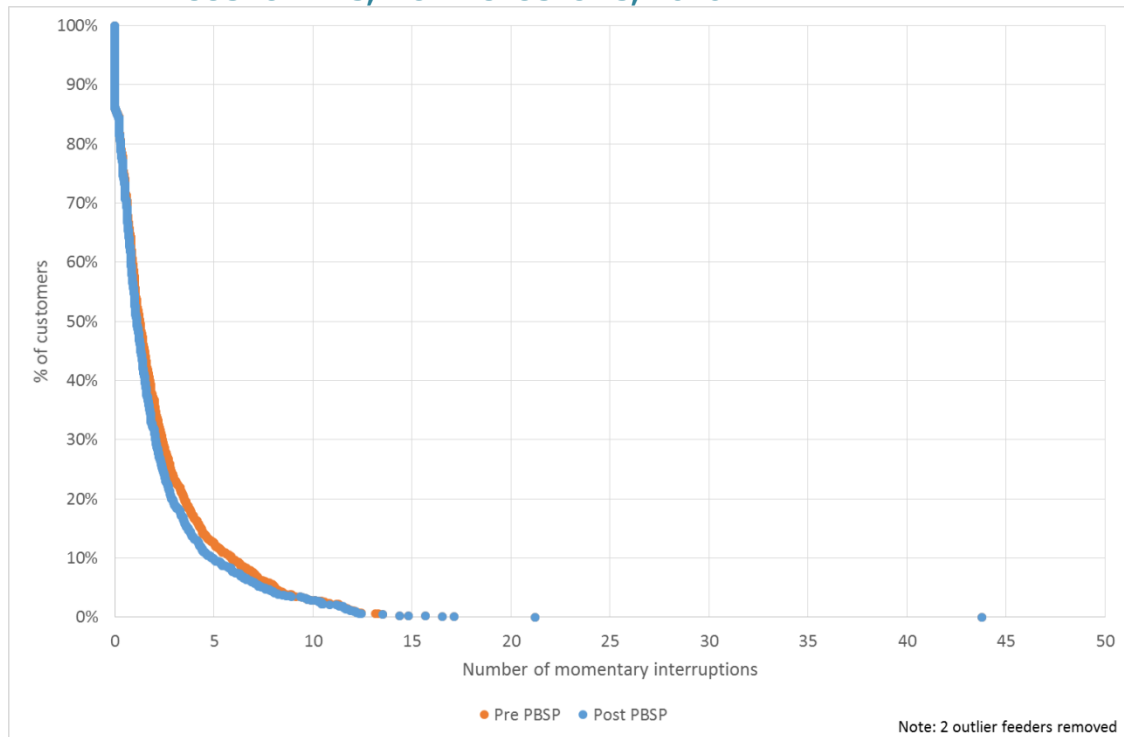 100%
90%
80%
70%
60%
50%
40%
30%
20%
10%
0%
% of customers
0 5 10 15 20 25 30 35 40 45 50
Number of momentary interruptions
Pre PBSP Post PBSP
Note: 2 outlier feeders removed